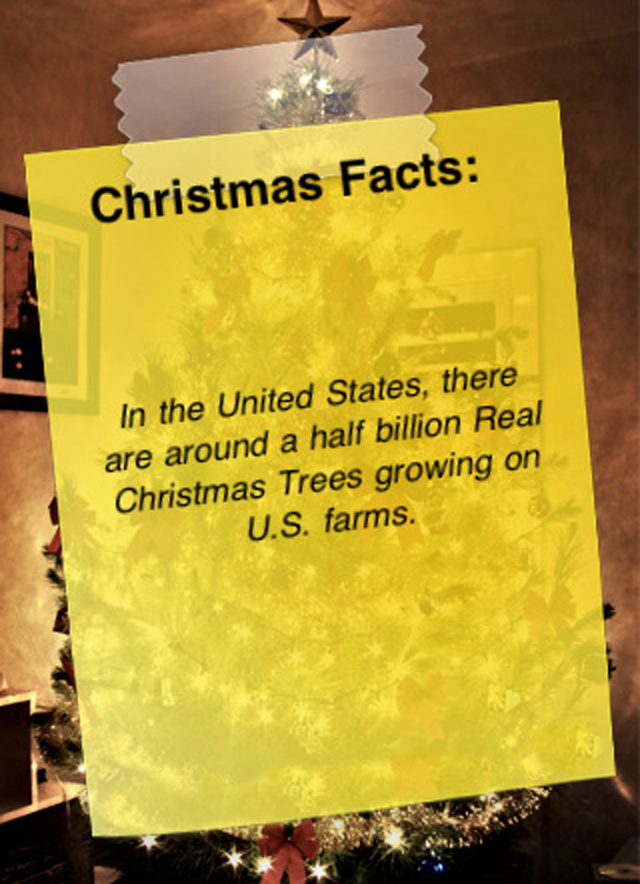 Christmas Facts:
In the United States, there
are around a half billion Real
Christmas Trees growing on
U.S. farms.